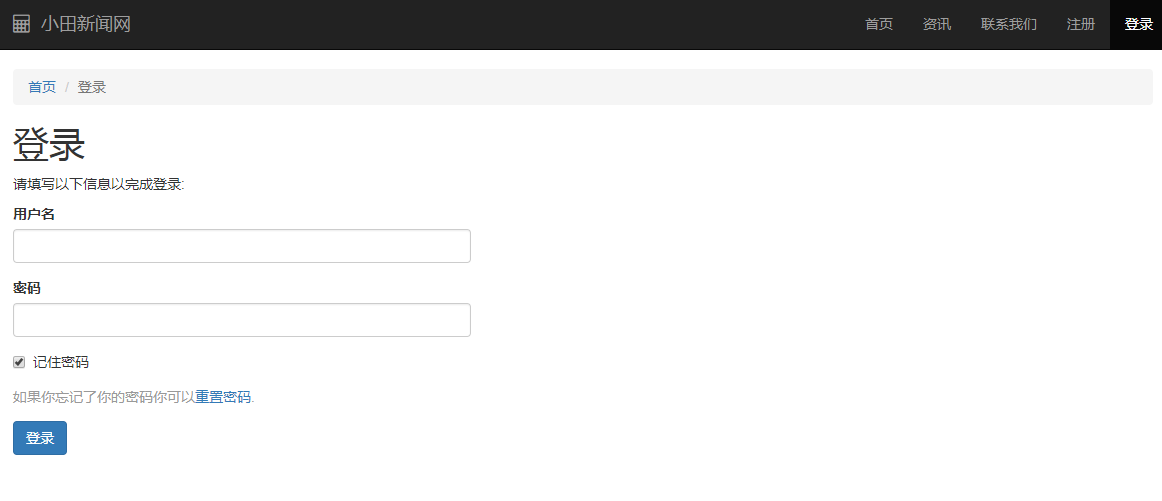 小田新闻网 首页 资讯 联系我们 注册 登录
首页 / 登录
登录
请填写以下信息以完成登录:
用户名
密码
记住密码
如果你忘记了你的密码你可以重置密码.
登录